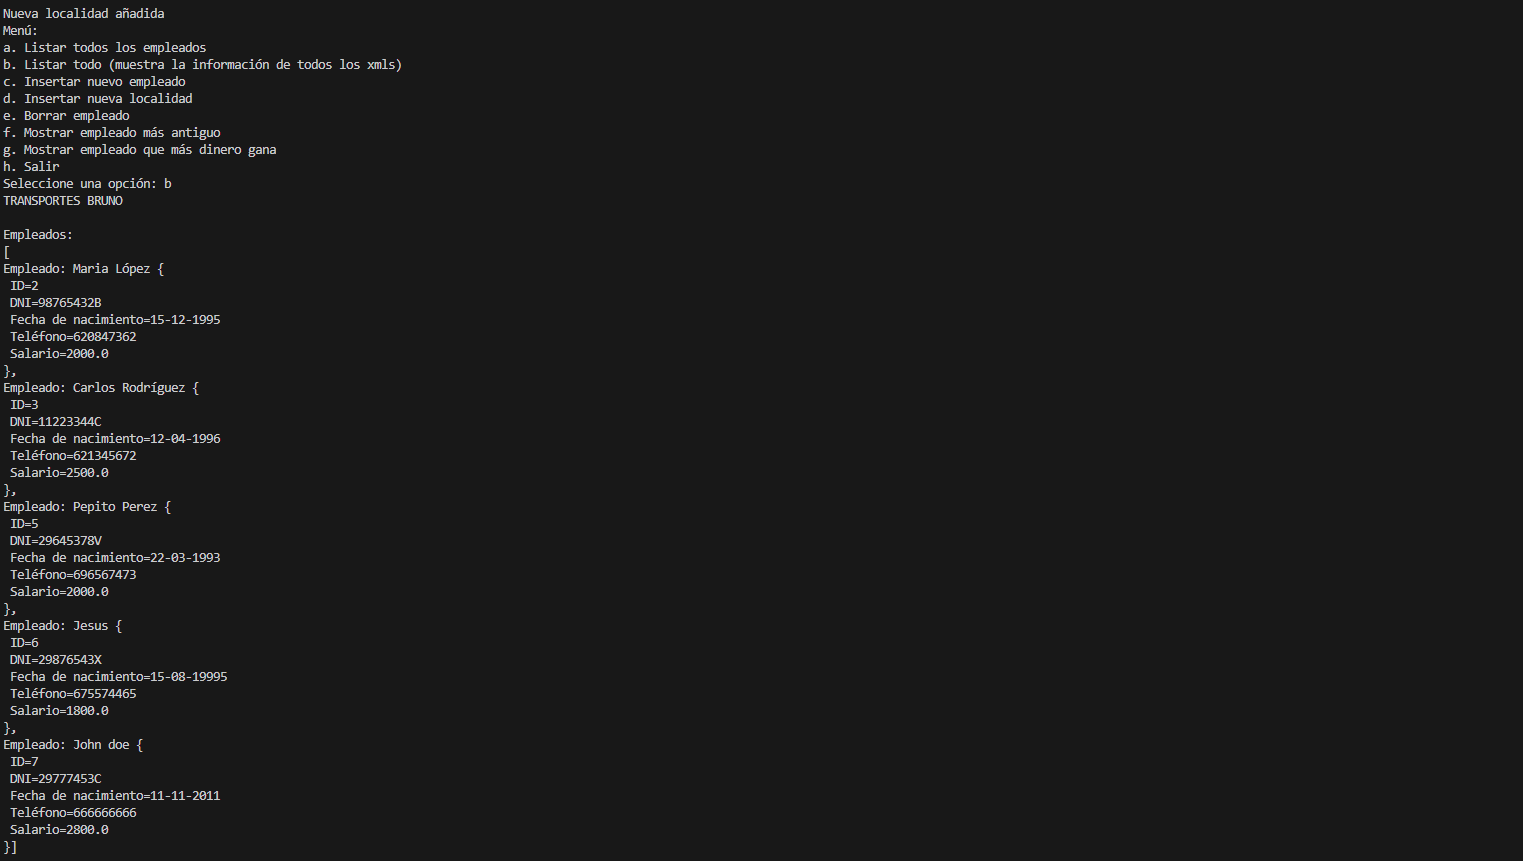 Nueva localidad añadida
Menú:
a. Listar todos los empleados
b. Listar todo (muestra la información de todos los xmls)
c. Insertar nuevo empleado
d. Insertar nueva localidad
e. Borrar empleado
f. Mostrar empleado más antiguo
g. Mostrar empleado que más dinero gana
h. Salir
Seleccione una opción: b
TRANSPORTES BRUNO

Empleados:
[
Empleado: Maria López {
 ID=2
 DNI=98765432B
 Fecha de nacimiento=15-12-1995
 Teléfono=620847362
 Salario=2000.0
},
Empleado: Carlos Rodríguez {
 ID=3
 DNI=11223344C
 Fecha de nacimiento=12-04-1996
 Teléfono=621345672
 Salario=2500.0
},
Empleado: Pepito Perez {
 ID=5
 DNI=29645378V
 Fecha de nacimiento=22-03-1993
 Teléfono=696567473
 Salario=2000.0
},
Empleado: Jesus {
 ID=6
 DNI=29876543X
 Fecha de nacimiento=15-08-19995
 Teléfono=675574465
 Salario=1800.0
},
Empleado: John doe {
 ID=7
 DNI=29777453C
 Fecha de nacimiento=11-11-2011
 Teléfono=666666666
 Salario=2800.0
}]